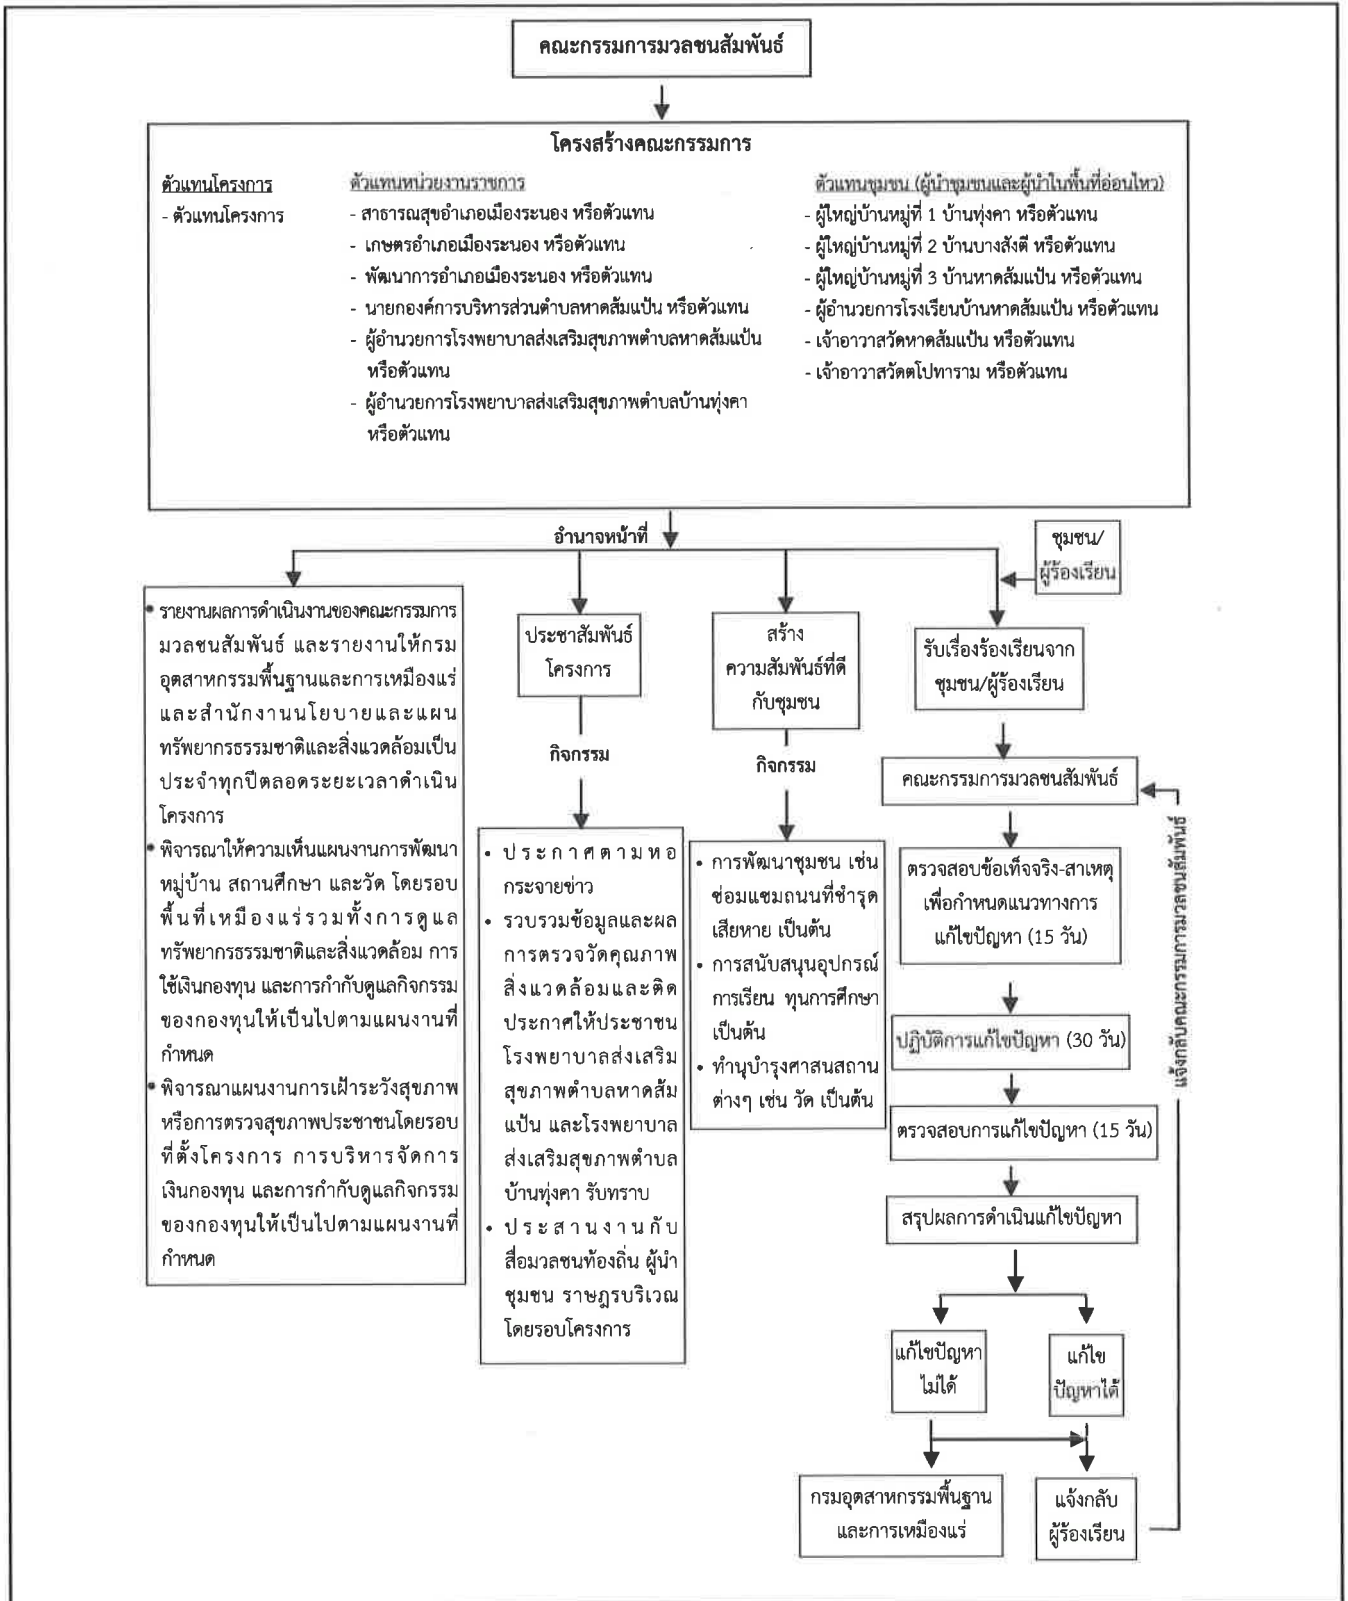 คณะกรรมการมวลชนสัมพันธ์
โครงสร้างคณะกรรมการ
ตัวแทนโครงการ
- ตัวแทนโครงการ
ตัวแทนหน่วยงานราชการ
- สาธารณสุขอำเภอเมืองระนอง หรือตัวแทน
- เกษตรอำเภอเมืองระนอง หรือตัวแทน
- พัฒนาการอำเภอเมืองระนอง หรือตัวแทน
- นายกองค์การบริหารส่วนตำบลหาดส้มแป้น หรือตัวแทน
- ผู้อำนวยการโรงพยาบาลส่งเสริมสุขภาพตำบลหาดส้มแป้น
หรือตัวแทน
- ผู้อำนวยการโรงพยาบาลส่งเสริมสุขภาพตำบลบ้านทุ่งคา
หรือตัวแทน
ตัวแทนชุมชน (ผู้นำชุมชนและผู้นำในพื้นที่อ่อนไหว)
- ผู้ใหญ่บ้านหมู่ที่ 1 บ้านทุ่งคา หรือตัวแทน
- ผู้ใหญ่บ้านหมู่ที่ 2 บ้านบางสังตี หรือตัวแทน
- ผู้ใหญ่บ้านหมู่ที่ 3 บ้านหาดส้มแป้น หรือตัวแทน
- ผู้อำนวยการโรงเรียนบ้านหาดส้มแป้น หรือตัวแทน
- เจ้าอาวาสวัดหาดส้มแป้น หรือตัวแทน
- เจ้าอาวาสวัดตโปทาราม หรือตัวแทน
อำนาจหน้าที่
ชุมชน/
ผู้ร้องเรียน
• รายงานผลการดำเนินงานของคณะกรรมการ
มวลชนสัมพันธ์ และรายงานให้กรม
อุตสาหกรรมพื้นฐานและการเหมืองแร่
และสำนักงานนโยบายและแผน
ทรัพยากรธรรมชาติและสิ่งแวดล้อมเป็น
ประจำทุกปีตลอดระยะเวลาดำเนิน
โครงการ
• พิจารณาให้ความเห็นแผนงานการพัฒนา
หมู่บ้าน สถานศึกษา และวัด โดยรอบ
พื้นที่เหมืองแร่รวมทั้งการดูแล
ทรัพยากรธรรมชาติและสิ่งแวดล้อม การ
ใช้เงินกองทุน และการกำกับดูแลกิจกรรม
ของกองทุนให้เป็นไปตามแผนงานที่
กำหนด
• พิจารณาแผนงานการเฝ้าระวังสุขภาพ
หรือการตรวจสุขภาพประชาชนโดยรอบ
ที่ตั้งโครงการ การบริหารจัดการ
เงินกองทุน และการกำกับดูแลกิจกรรม
ของกองทุนให้เป็นไปตามแผนงานที่
กำหนด
ประชาสัมพันธ์
โครงการ
กิจกรรม
• ประกาศตามหอ
กระจายข่าว
• รวบรวมข้อมูลและผล
การตรวจวัดคุณภาพ
สิ่งแวดล้อมและติด
ประกาศให้ประชาชน
โรงพยาบาลส่งเสริม
สุขภาพตำบลหาดส้ม
แป้น และโรงพยาบาล
ส่งเสริมสุขภาพตำบล
บ้านทุ่งคา รับทราบ
• ประสานงานกับ
สื่อมวลชนท้องถิ่น ผู้นำ
ชุมชน ราษฎรบริเวณ
โดยรอบโครงการ
สร้าง
ความสัมพันธ์ที่ดี
กับชุมชน
กิจกรรม
• การพัฒนาชุมชน เช่น
ซ่อมแซมถนนที่ชำรุด
เสียหาย เป็นต้น
• การสนับสนุนอุปกรณ์
การเรียน ทุนการศึกษา
เป็นต้น
• ทำนุบำรุงศาสนสถาน
ต่างๆ เช่น วัด เป็นต้น
รับเรื่องร้องเรียนจาก
ชุมชน/ผู้ร้องเรียน
คณะกรรมการมวลชนสัมพันธ์
ตรวจสอบข้อเท็จจริง-สาเหตุ
เพื่อกำหนดแนวทางการ
แก้ไขปัญหา (15 วัน)
ปฏิบัติการแก้ไขปัญหา (30 วัน)
ตรวจสอบการแก้ไขปัญหา (15 วัน)
สรุปผลการดำเนินแก้ไขปัญหา
แก้ไขปัญหา
ไม่ได้
แก้ไข
ปัญหาได้
กรมอุตสาหกรรมพื้นฐาน
และการเหมืองแร่
แจ้งกลับ
ผู้ร้องเรียน
แจ้งกลับคณะกรรมการมวลชนสัมพันธ์